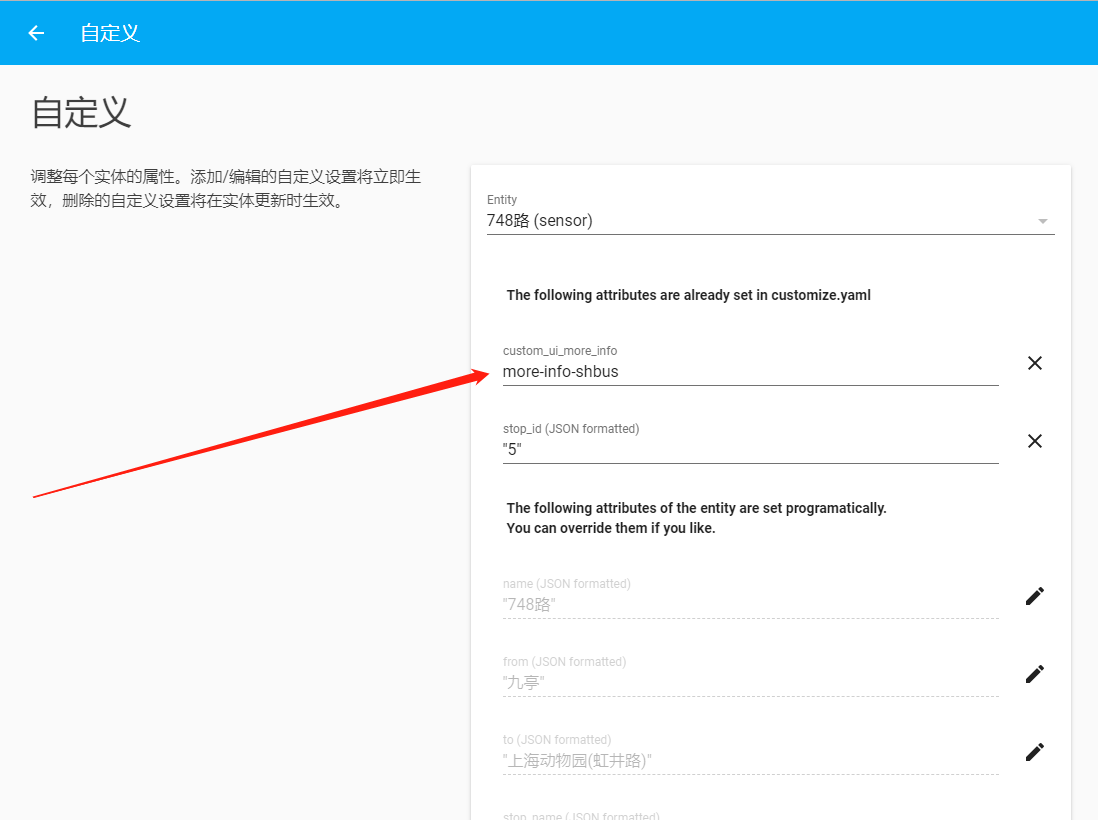 自定义
自定义
调整每个实体的属性。添加/编辑的自定义设置将立即生
效，删除的自定义设置将在实体更新时生效。
Entity
748路 (sensor)
The following attributes are already set in customize.yaml
custom_ui_more_info
more-info-shbus
stop_id (JSON formatted)
"5"
The following attributes of the entity are set programatically.
You can override them if you like.
name (JSON formatted)
"748路"
from (JSON formatted)
"九亭"
to (JSON formatted)
"上海动物园(虹井路)"
stop_name (JSON formatted)